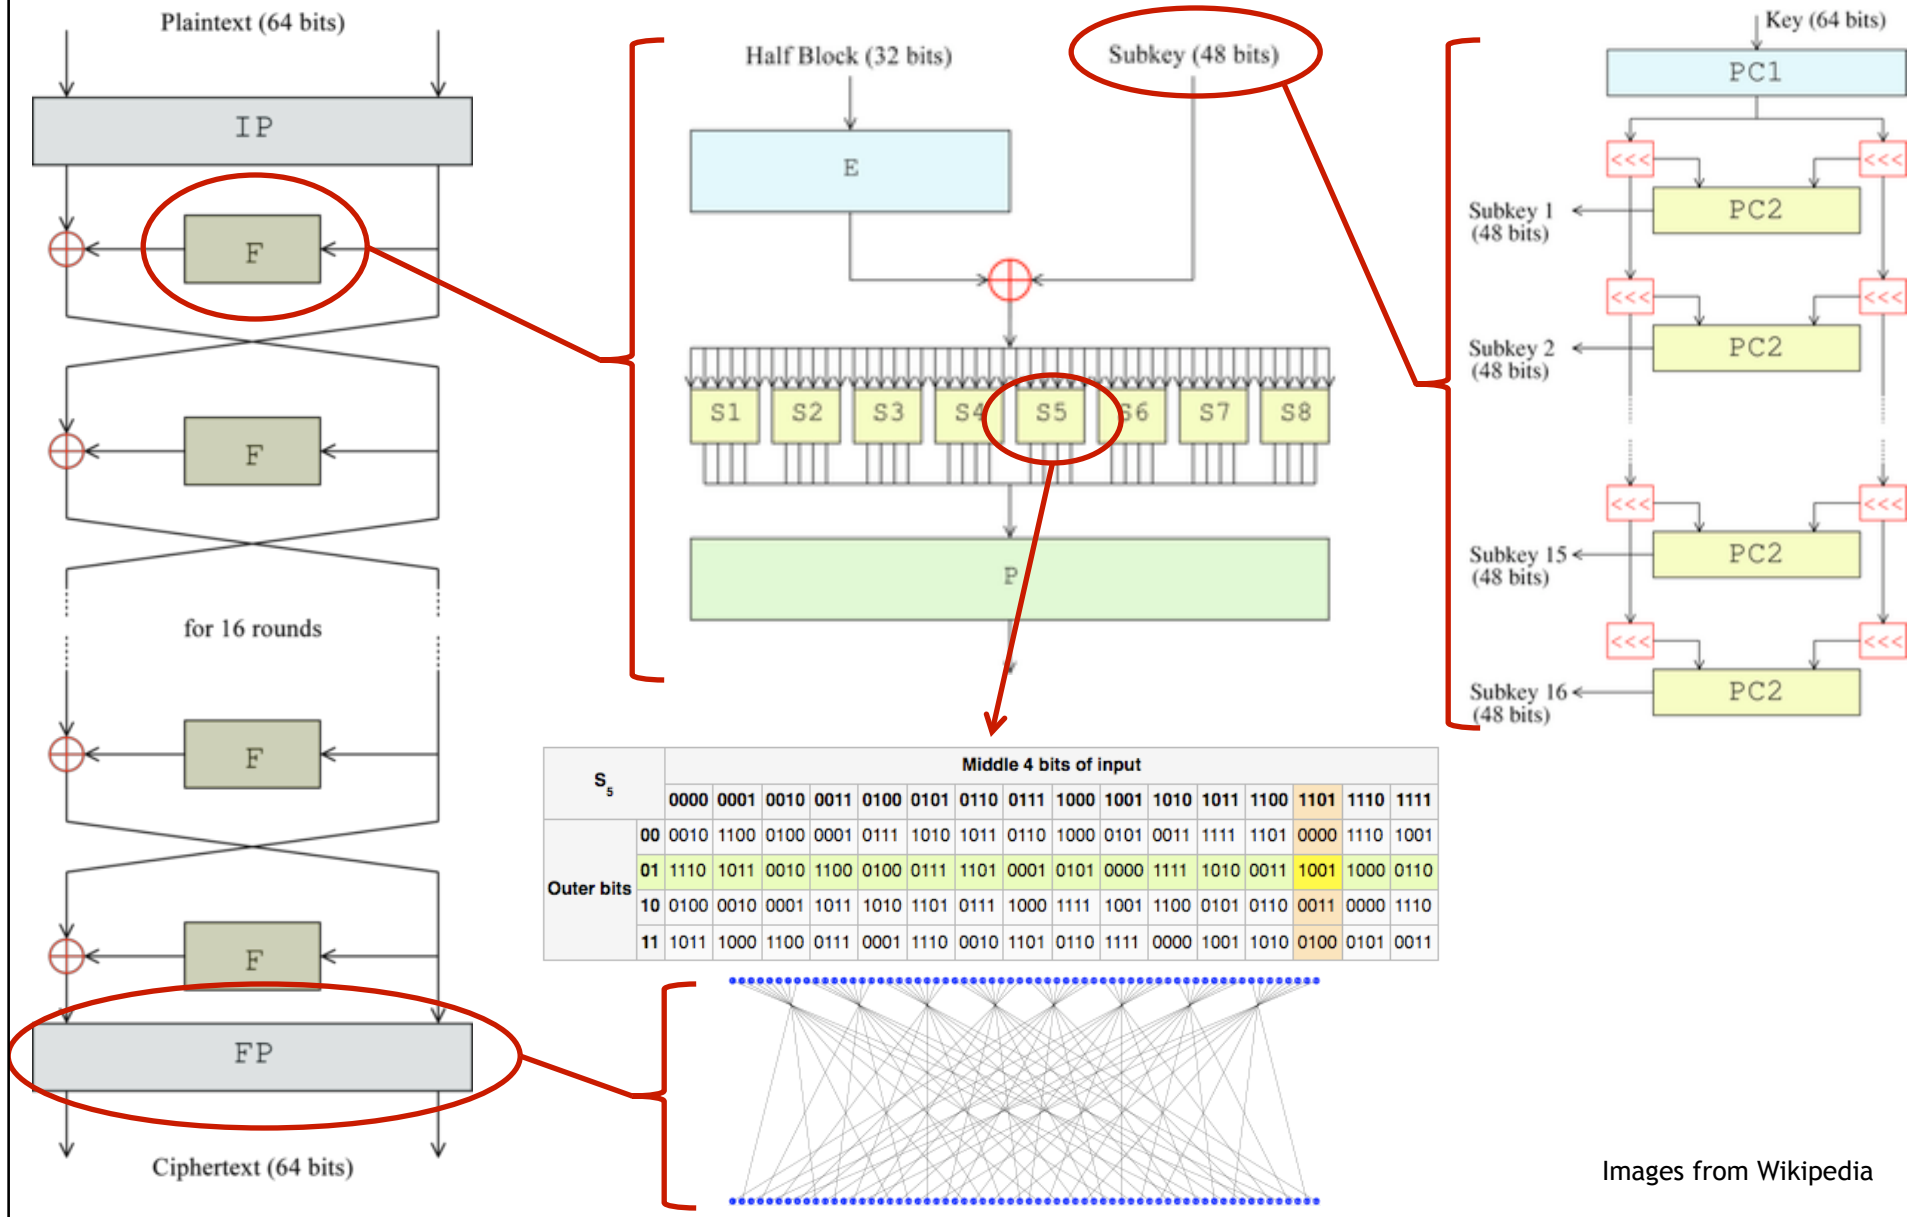 Plaintext (64 bits)
IP
F
F
for 16 rounds
F
F
FP
Ciphertext (64 bits)
Half Block (32 bits)
Subkey (48 bits)
E
S1 S2 S3 S4 S5 S6 S7 S8
P
Key (64 bits)
PC1
<<< <<<
Subkey 1
(48 bits)
PC2
<<< <<<
Subkey 2
(48 bits)
PC2
<<< <<<
Subkey 15
(48 bits)
PC2
<<< <<<
Subkey 16
(48 bits)
PC2
S5 Middle 4 bits of input
0000 0001 0010 0011 0100 0101 0110 0111 1000 1001 1010 1011 1100 1101 1110 1111
Outer bits
00 0010 1100 0100 0001 0111 1010 1011 0110 1000 0101 0011 1111 1101 0000 1110 1001
01 1110 1011 0010 1100 0100 0111 1101 0001 0101 0000 1111 1010 0011 1001 1000 0110
10 0100 0010 0001 1011 1010 1101 0111 1000 1111 1001 1100 0101 0110 0011 0000 1110
11 1011 1000 1100 0111 0001 1110 0010 1101 0110 1111 0000 1001 1010 0100 0101 0011
Images from Wikipedia